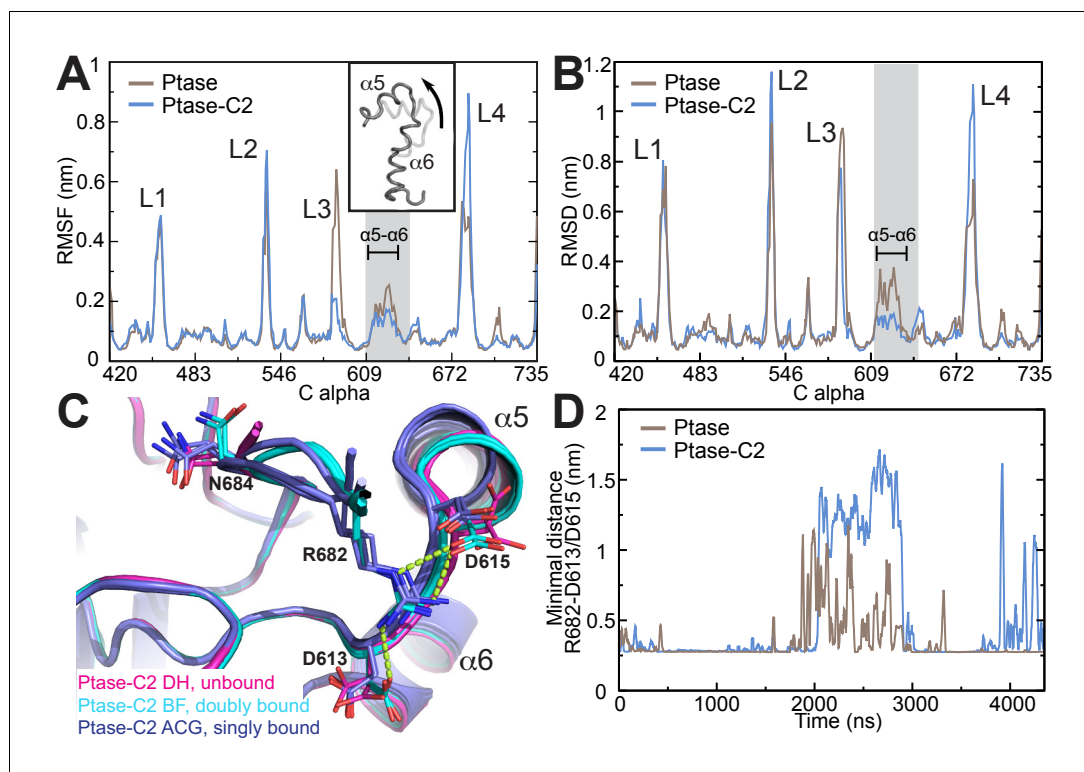 A
Ptase
Ptase-C2
L1
L2
L3
L4
α5
α6
α5-α6
RMSF (nm)
1
0.8
0.6
0.4
0.2
0
420 483 546 609 672 735
C alpha
B
Ptase
Ptase-C2
L1
L2
L3
L4
α5-α6
RMSD (nm)
1.2
1
0.8
0.6
0.4
0.2
0
420 483 546 609 672 735
C alpha
C
α5
N684
R682
D615
D613
α6
Ptase-C2 DH, unbound
Ptase-C2 BF, doubly bound
Ptase-C2 ACG, singly bound
D
Ptase
Ptase-C2
Minimal distance
R682-D613/D615 (nm)
2
1.5
1
0.5
0
0 1000 2000 3000 4000
Time (ns)